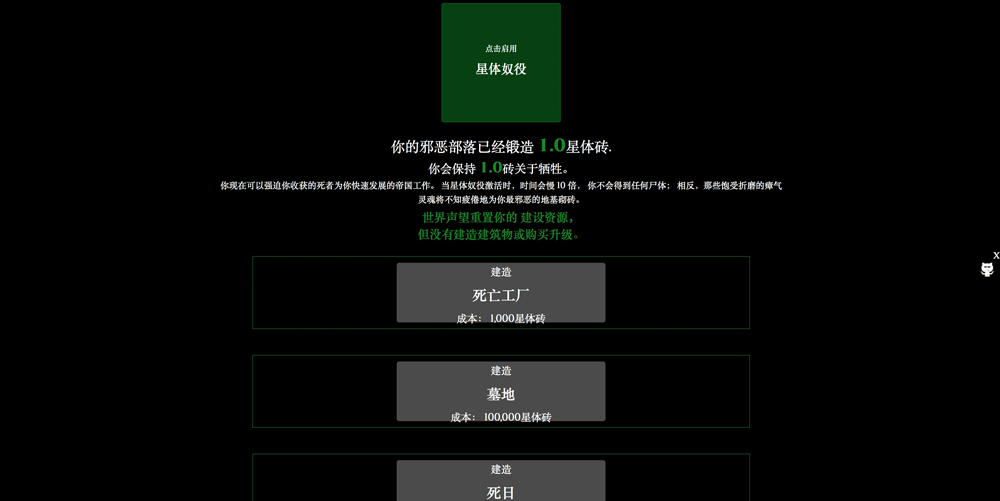 点击启用
星体奴役
你的邪恶部落已经锻造 1.0星体砖.
你会保持 1.0砖关于牺牲。
你现在可以强迫你收获的死者为你快速发展的帝国工作。 当星体奴役激活时，时间会慢 10 倍， 你不会得到任何尸体； 相反，那些饱受折磨的瘴气
灵魂将不知疲倦地为你最邪恶的地基砌砖。
世界声望重置你的 建设资源，
但没有建造建筑物或购买升级。
x
建造
死亡工厂
成本： 1,000星体砖
建造
墓地
成本： 100,000星体砖
建造
死日